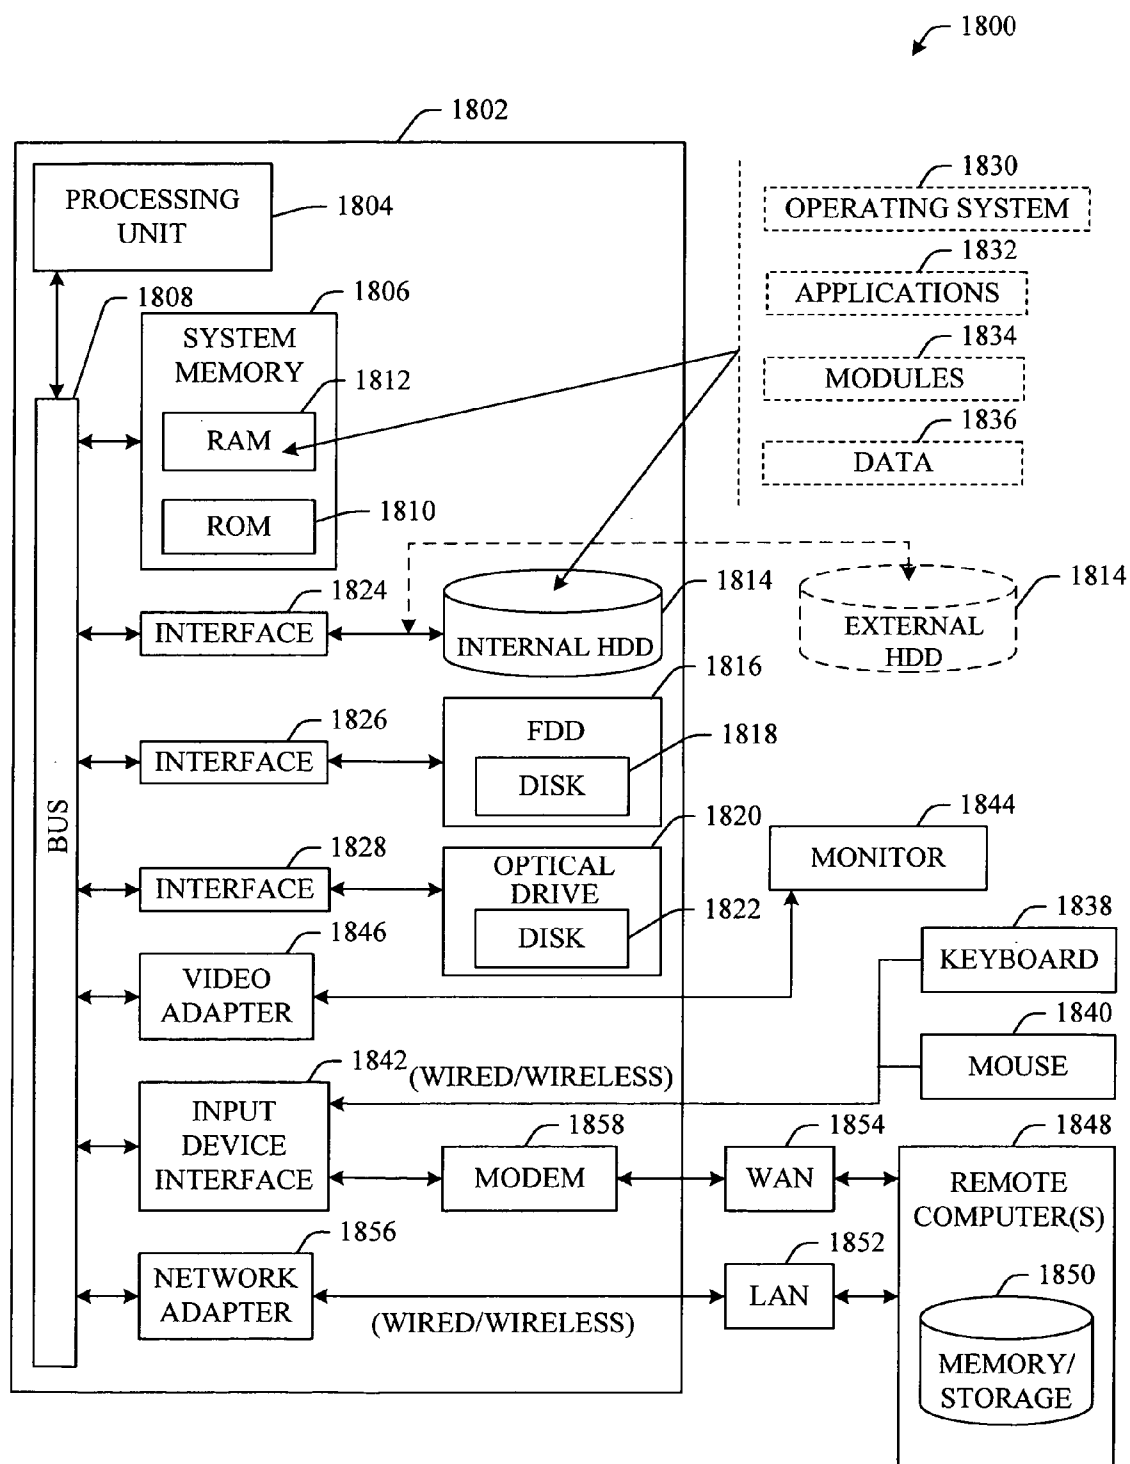 1800
1802
PROCESSING
UNIT
1804
1830
OPERATING SYSTEM
1832
APPLICATIONS
1834
MODULES
1836
DATA
1808
1806
SYSTEM
MEMORY
1812
RAM
ROM
1810
1824
INTERFACE
INTERNAL HDD
1814
EXTERNAL
HDD
1814
1826
INTERFACE
1816
FDD
1818
DISK
BUS
1828
INTERFACE
1820
OPTICAL
DRIVE
1822
DISK
1844
MONITOR
1846
VIDEO
ADAPTER
1838
KEYBOARD
1840
MOUSE
1842
(WIRED/WIRELESS)
INPUT
DEVICE
INTERFACE
1858
MODEM
1854
WAN
1848
REMOTE
COMPUTER(S)
1856
NETWORK
ADAPTER
(WIRED/WIRELESS)
1852
LAN
1850
MEMORY/
STORAGE